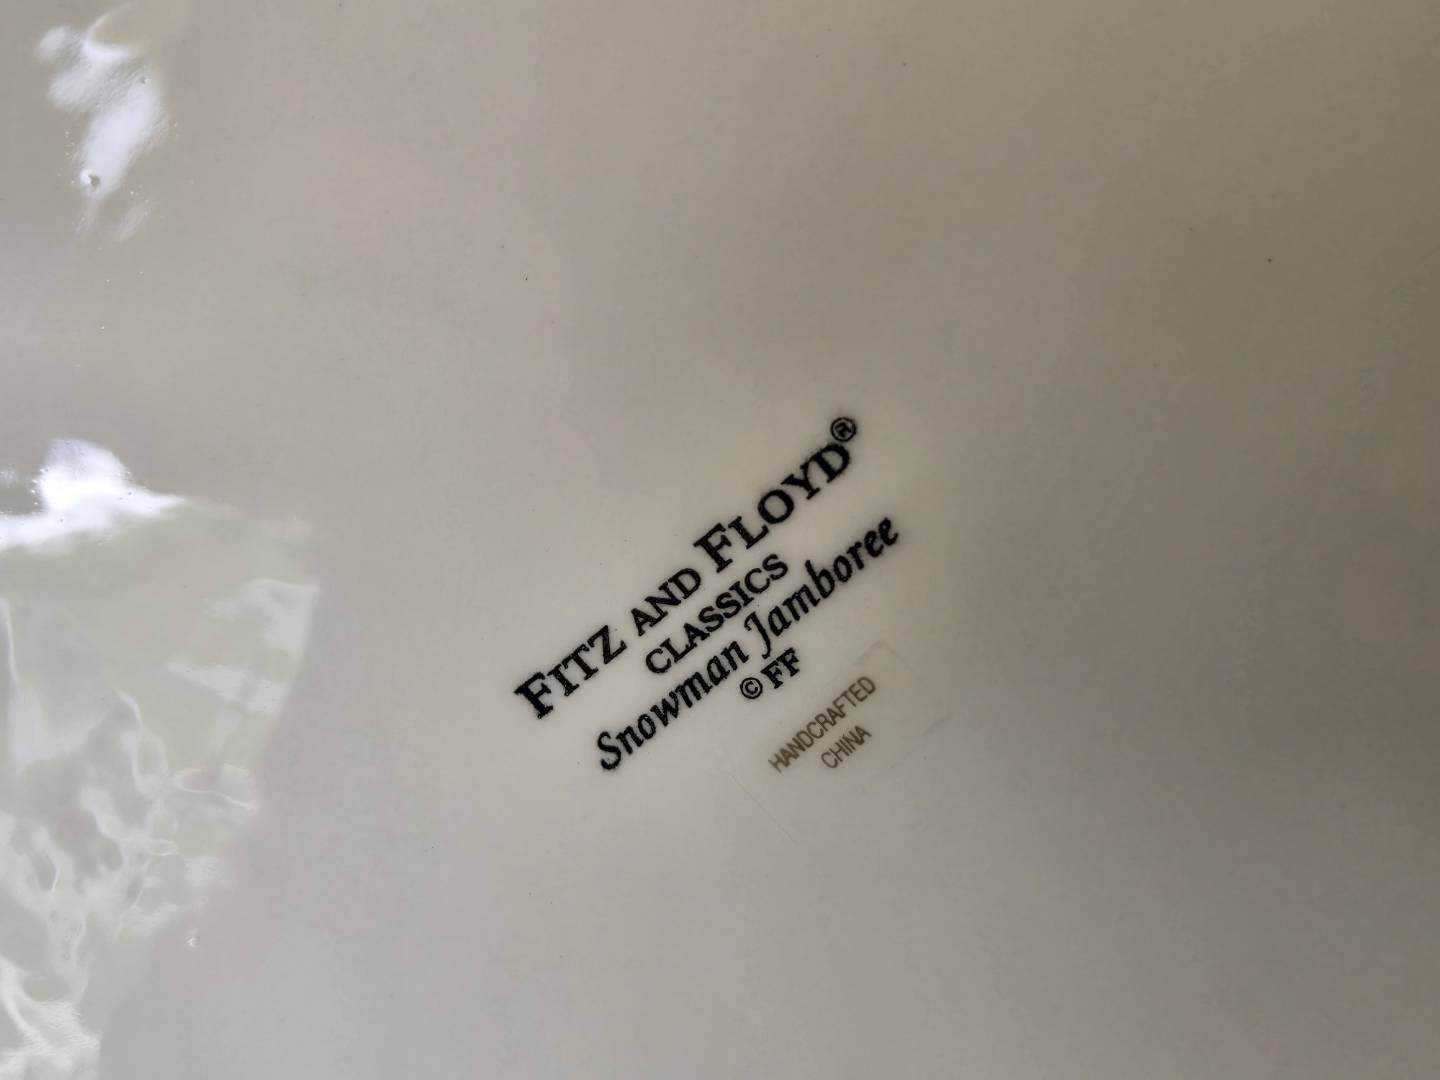 FITZ AND FLOYD®
CLASSICS
Snowman Jamboree
© FF
HANDCRAFTED
CHINA